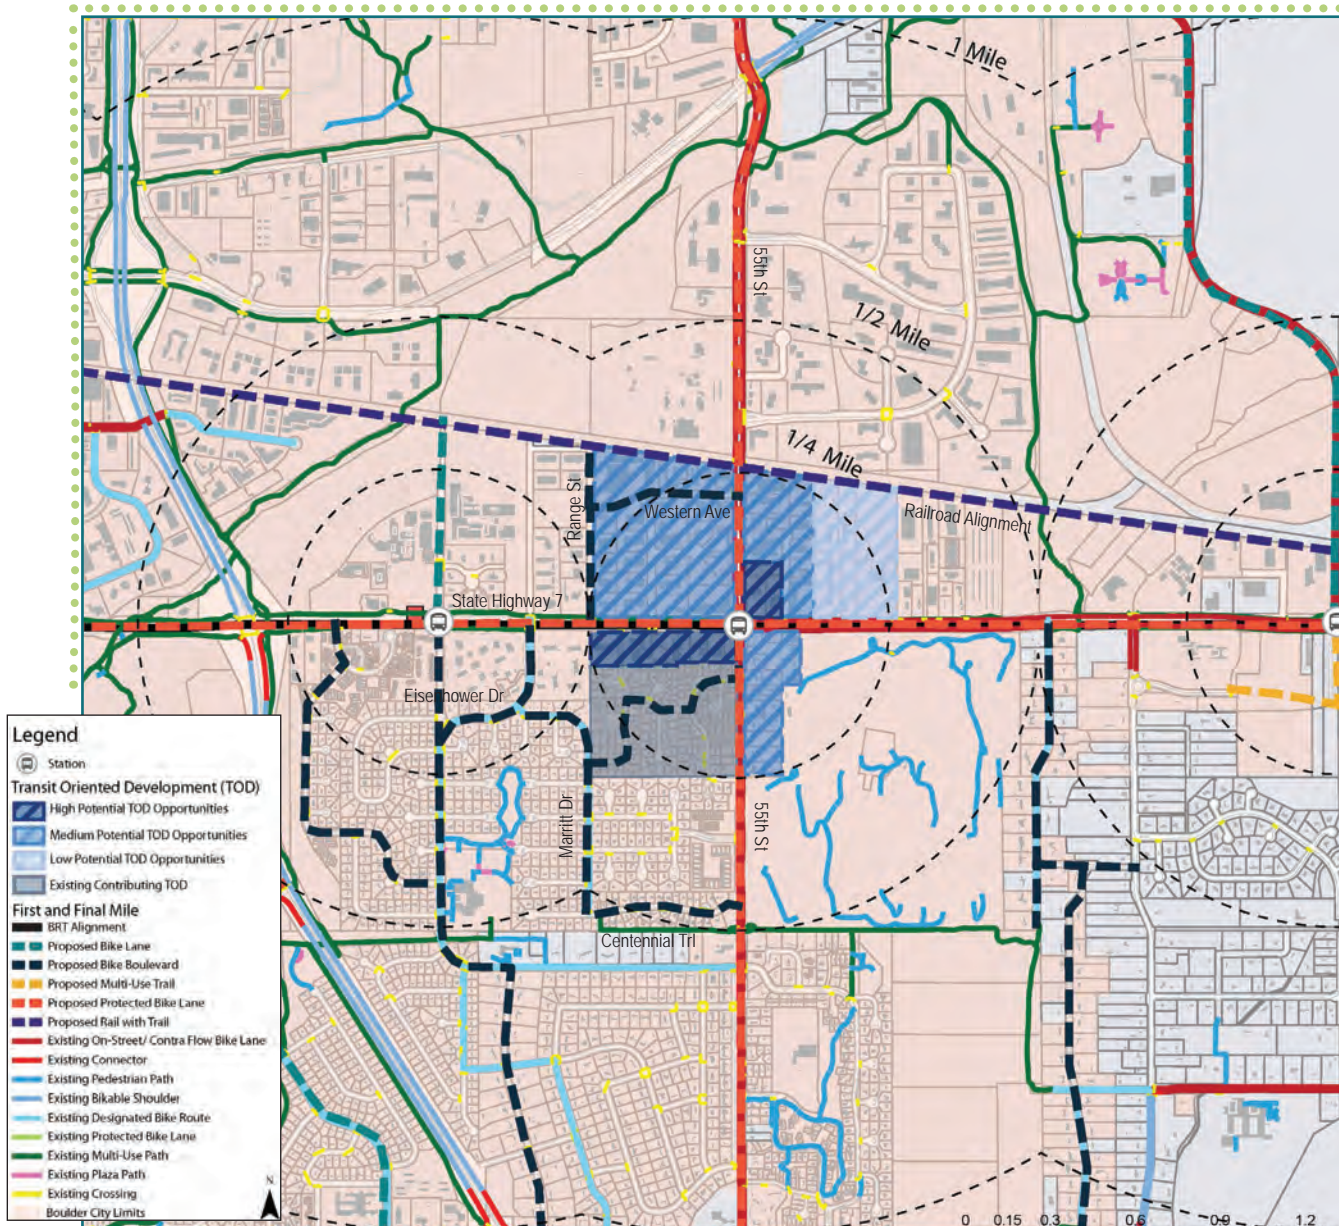 1 Mile
55th St
1/2 Mile
1/4 Mile
Range St
Western Ave
Railroad Alignment
State Highway 7
Eisenhower Dr
Marritt Dr
55th St
Centennial Trl
Legend
Station
Transit Oriented Development (TOD)
High Potential TOD Opportunities
Medium Potential TOD Opportunities
Low Potential TOD Opportunities
Existing Contributing TOD
First and Final Mile
BRT Alignment
Proposed Bike Lane
Proposed Bike Boulevard
Proposed Multi-Use Trail
Proposed Protected Bike Lane
Proposed Rail with Trail
Existing On-Street/ Contra Flow Bike Lane
Existing Connector
Existing Pedestrian Path
Existing Bikable Shoulder
Existing Designated Bike Route
Existing Protected Bike Lane
Existing Multi-Use Path
Existing Plaza Path
Existing Crossing
Boulder City Limits
N
0 0.15 0.3 0.6 0.9 1.2